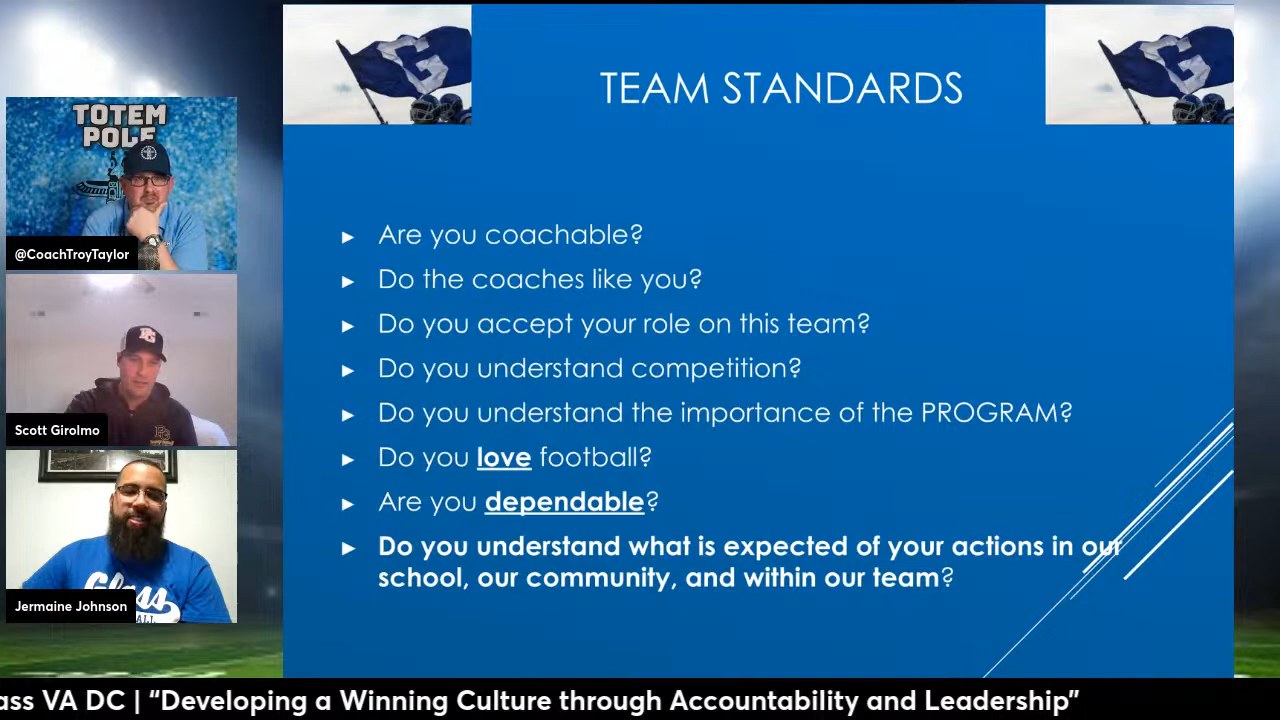 TOTEM
POLE
@CoachTroyTaylor
Scott Girolmo
Glass
Jermaine Johnson
G
G
TEAM STANDARDS
► Are you coachable?
► Do the coaches like you?
► Do you accept your role on this team?
► Do you understand competition?
► Do you understand the importance of the PROGRAM?
► Do you love football?
► Are you dependable?
► Do you understand what is expected of your actions in our
school, our community, and within our team?
ass VA DC | “Developing a Winning Culture through Accountability and Leadership”